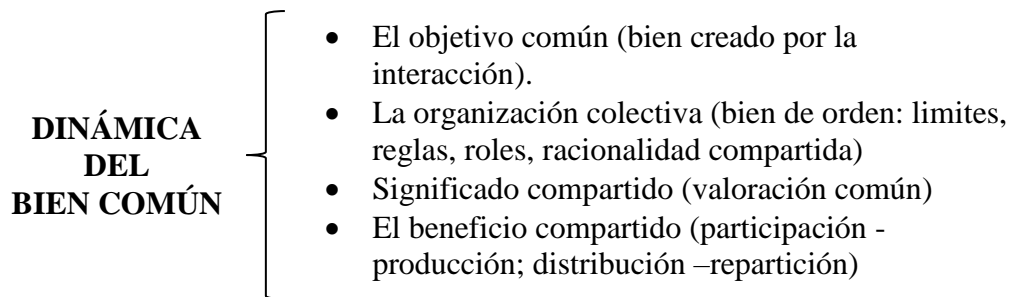 DINÁMICA
DEL
BIEN COMÚN
• El objetivo común (bien creado por la
interacción).
• La organización colectiva (bien de orden: limites,
reglas, roles, racionalidad compartida)
• Significado compartido (valoración común)
• El beneficio compartido (participación -
producción; distribución –repartición)